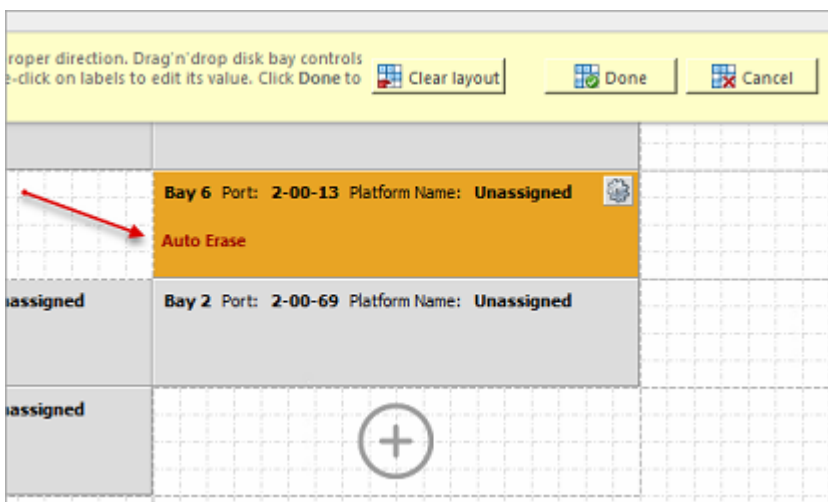 roper direction. Drag'n'drop disk bay controls
-click on labels to edit its value. Click Done to
Clear layout
Done
Cancel
Bay 6 Port: 2-00-13 Platform Name: Unassigned
Auto Erase
assigned
Bay 2 Port: 2-00-69 Platform Name: Unassigned
assigned